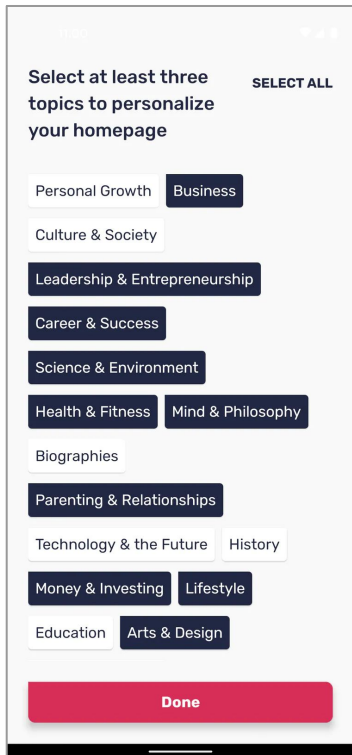 Select at least three
topics to personalize
your homepage
SELECT ALL
Personal Growth
Business
Culture & Society
Leadership & Entrepreneurship
Career & Success
Science & Environment
Health & Fitness
Mind & Philosophy
Biographies
Parenting & Relationships
Technology & the Future
History
Money & Investing
Lifestyle
Education
Arts & Design
Done